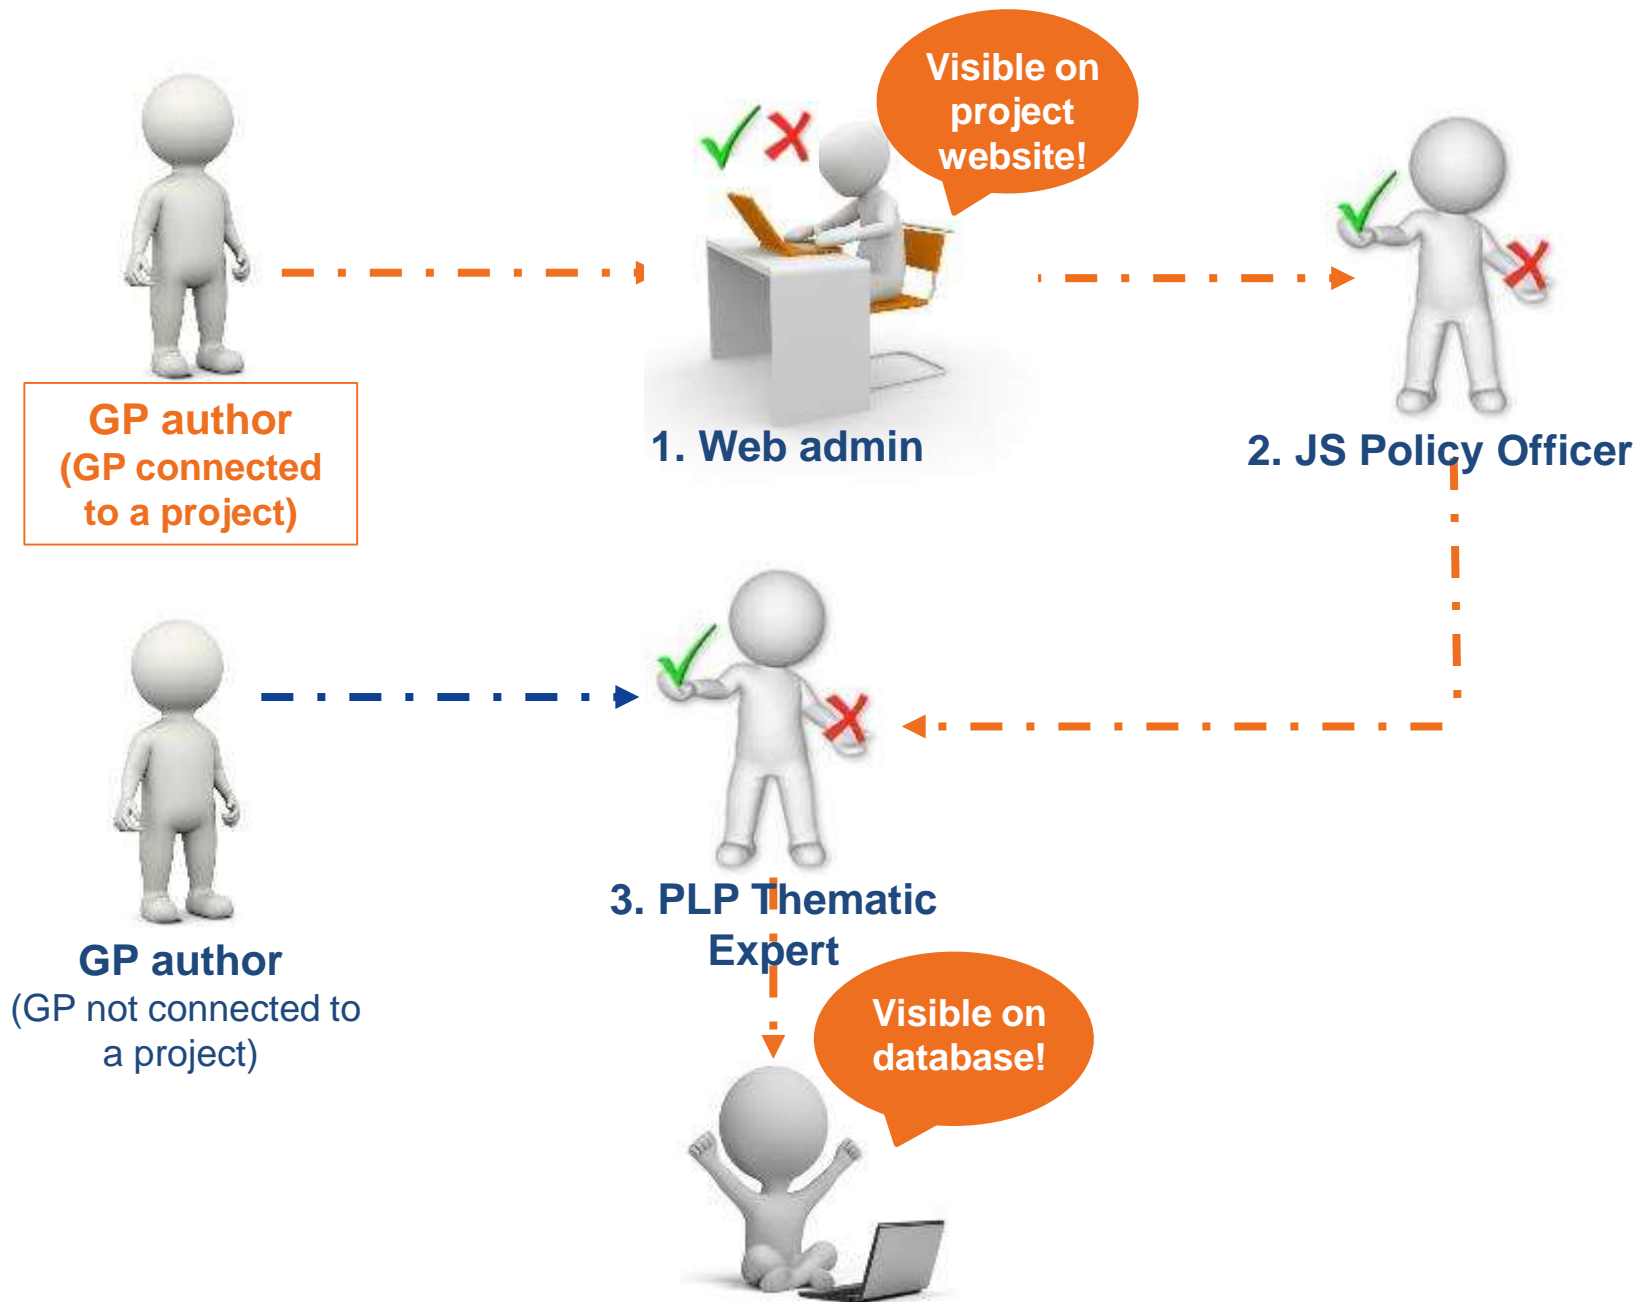 Visible on
project
website!
GP author
(GP connected
to a project)
1. Web admin
2. JS Policy Officer
GP author
(GP not connected to
a project)
3. PLP Thematic
Expert
Visible on
database!